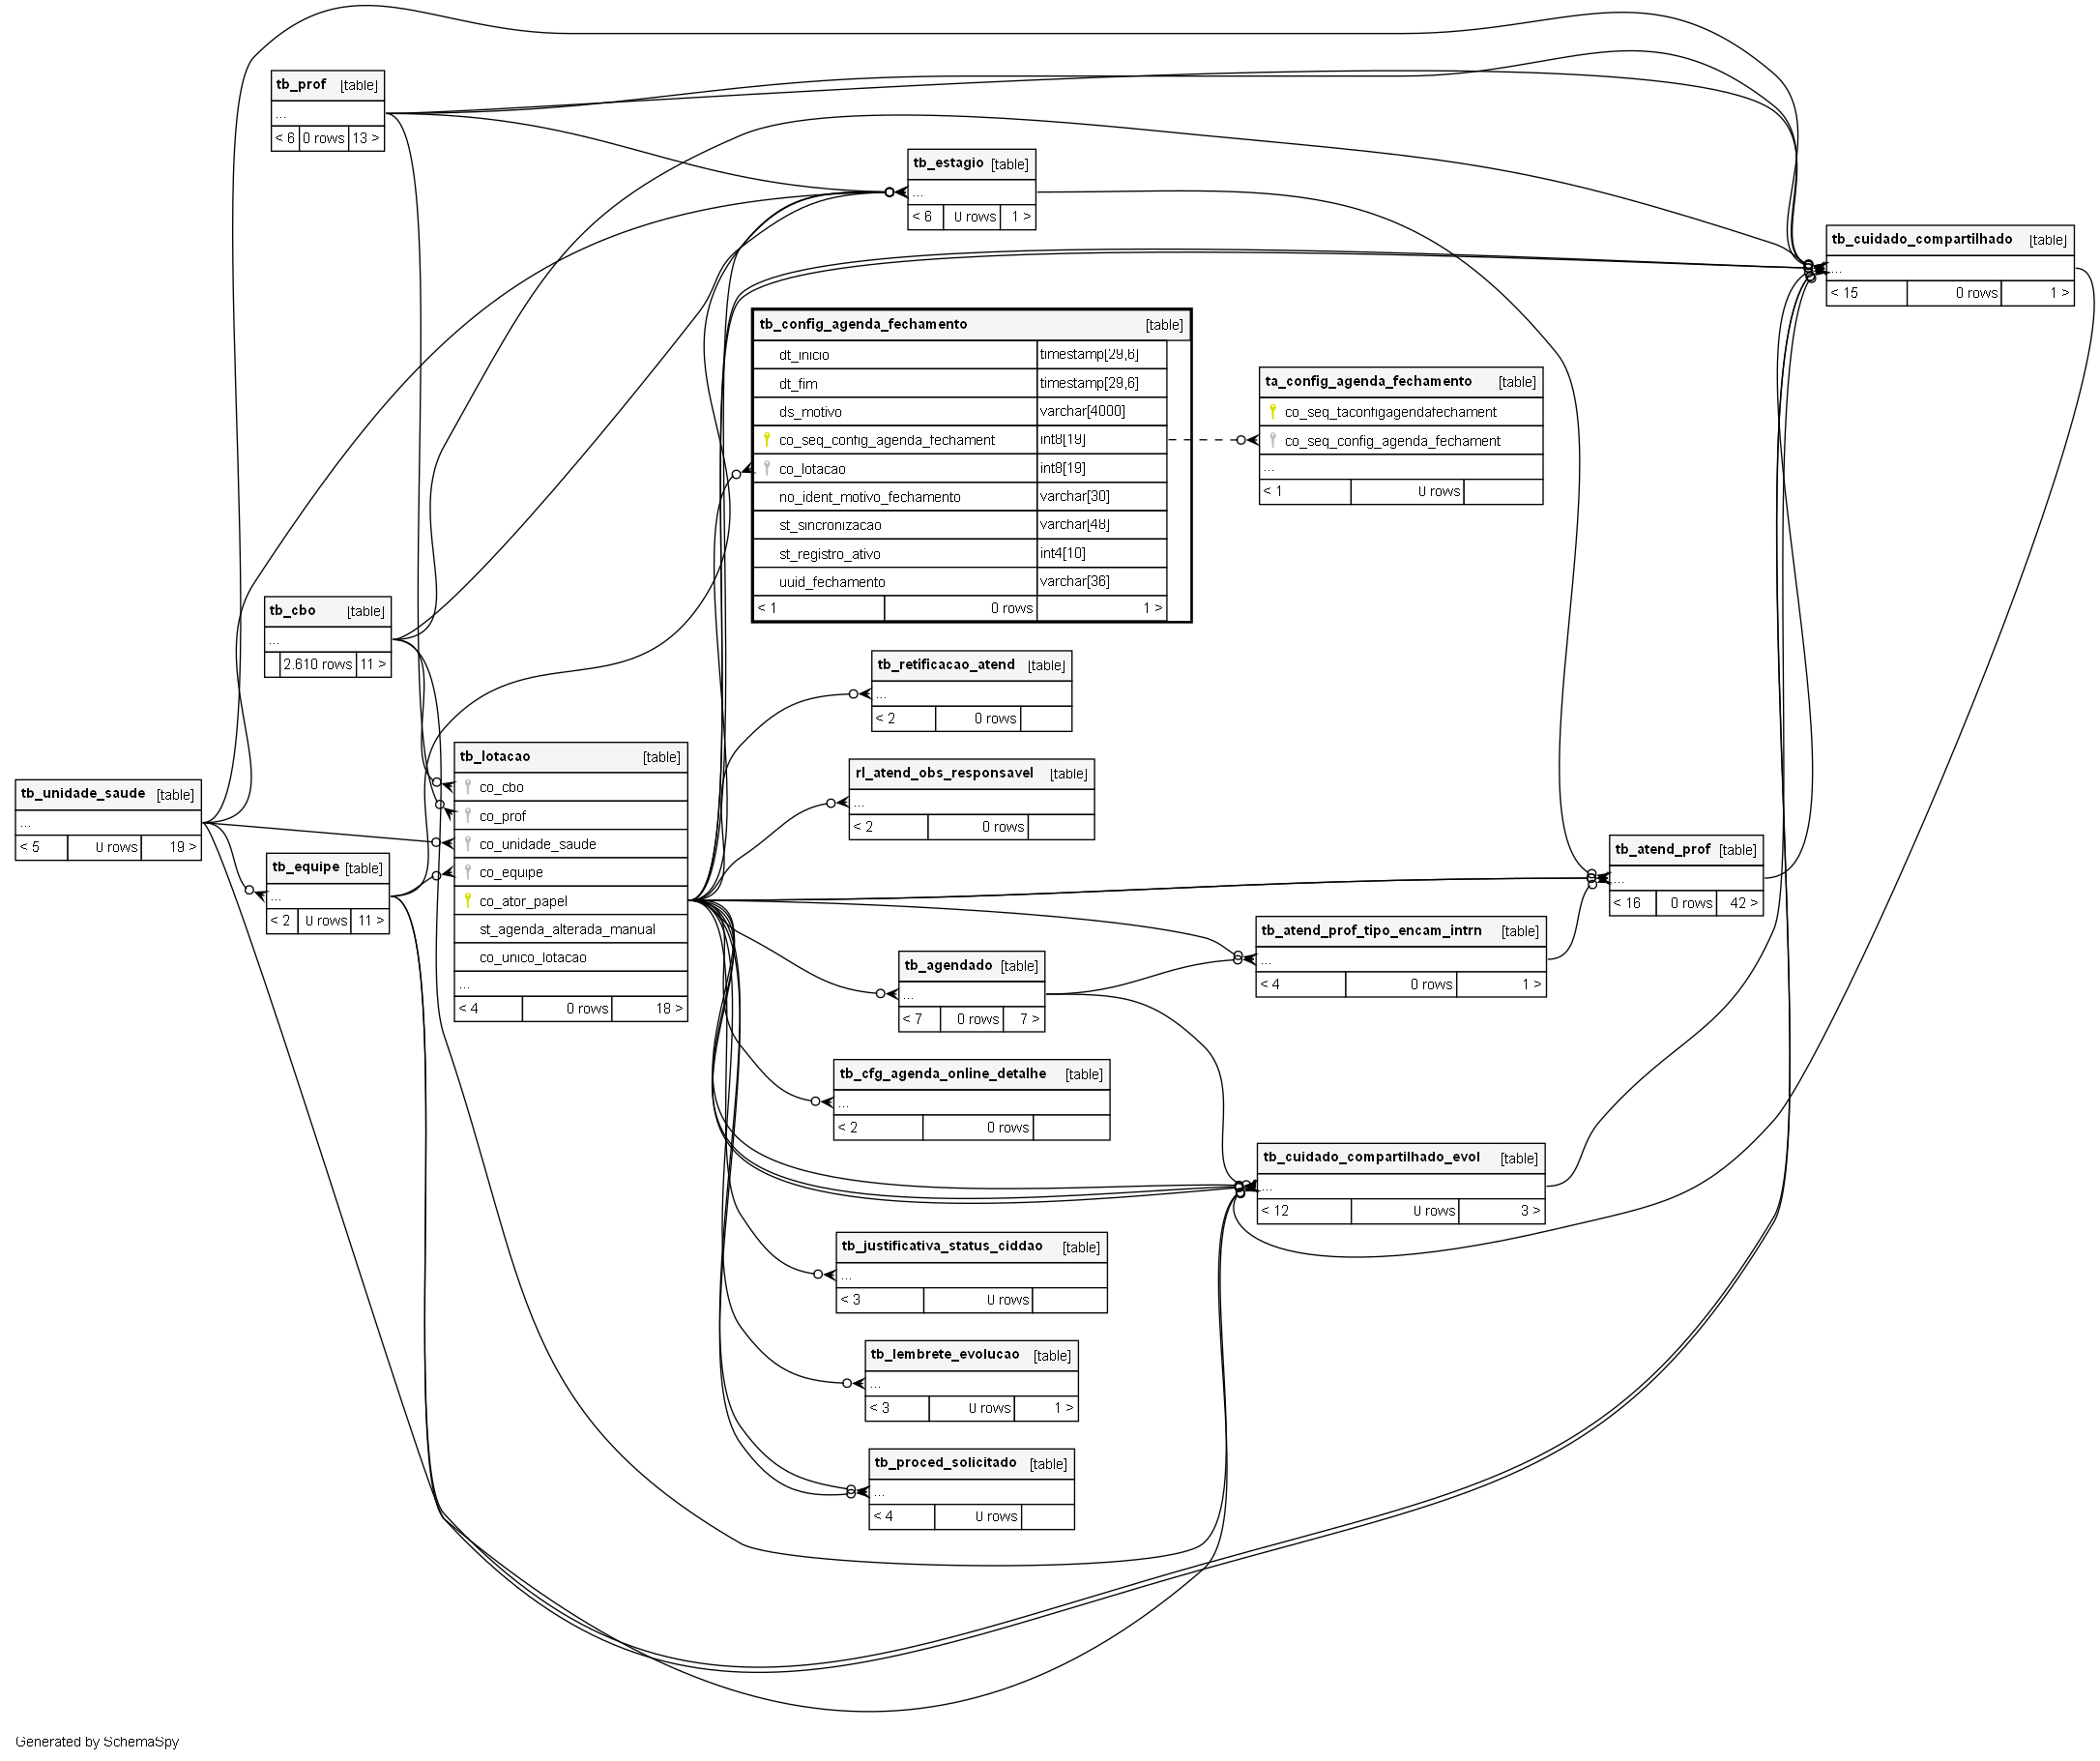 tb_prof [table]
...
< 6 0 rows 13 >
tb_estagio [table]
...
< 6 0 rows 1 >
tb_cuidado_compartilhado [table]
...
< 15 0 rows 1 >
tb_config_agenda_fechamento [table]
dt_inicio timestamp[29,6]
dt_fim timestamp[29,6]
ds_motivo varchar[4000]
co_seq_config_agenda_fechament int8[19]
co_lotacao int8[19]
no_ident_motivo_fechamento varchar[30]
st_sincronizacao varchar[48]
st_registro_ativo int4[10]
uuid_fechamento varchar[36]
< 1 0 rows 1 >
ta_config_agenda_fechamento [table]
co_seq_taconfigagendafechament
co_seq_config_agenda_fechament
...
< 1 0 rows
tb_cbo [table]
...
2.610 rows 11 >
tb_retificacao_atend [table]
...
< 2 0 rows
tb_lotacao [table]
co_cbo
co_prof
co_unidade_saude
co_equipe
co_ator_papel
st_agenda_alterada_manual
co_unico_lotacao
...
< 4 0 rows 18 >
rl_atend_obs_responsavel [table]
...
< 2 0 rows
tb_unidade_saude [table]
...
< 5 0 rows 19 >
tb_equipe [table]
...
< 2 0 rows 11 >
tb_atend_prof [table]
...
< 16 0 rows 42 >
tb_atend_prof_tipo_encam_intrn [table]
...
< 4 0 rows 1 >
tb_agendado [table]
...
< 7 0 rows 7 >
tb_cfg_agenda_online_detalhe [table]
...
< 2 0 rows
tb_cuidado_compartilhado_evol [table]
...
< 12 0 rows 3 >
tb_justificativa_status_ciddao [table]
...
< 3 0 rows
tb_lembrete_evolucao [table]
...
< 3 0 rows 1 >
tb_proced_solicitado [table]
...
< 4 0 rows
Generated by SchemaSpy